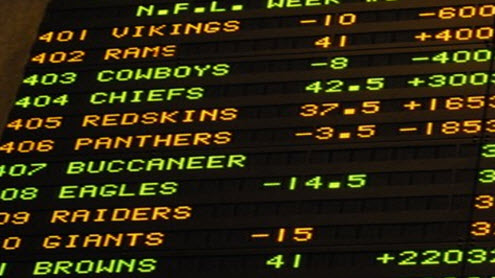 N.F.L. WEEK
401 VIKINGS -10 -600
402 RAMS 41 +400
403 COWBOYS -8 -400
404 CHIEFS 42.5 +300
405 REDSKINS 37.5 +165
406 PANTHERS -3.5 -185
407 BUCCANEER
08 EAGLES -14.5
09 RAIDERS
0 GIANTS -15
BROWNS 41 +2203